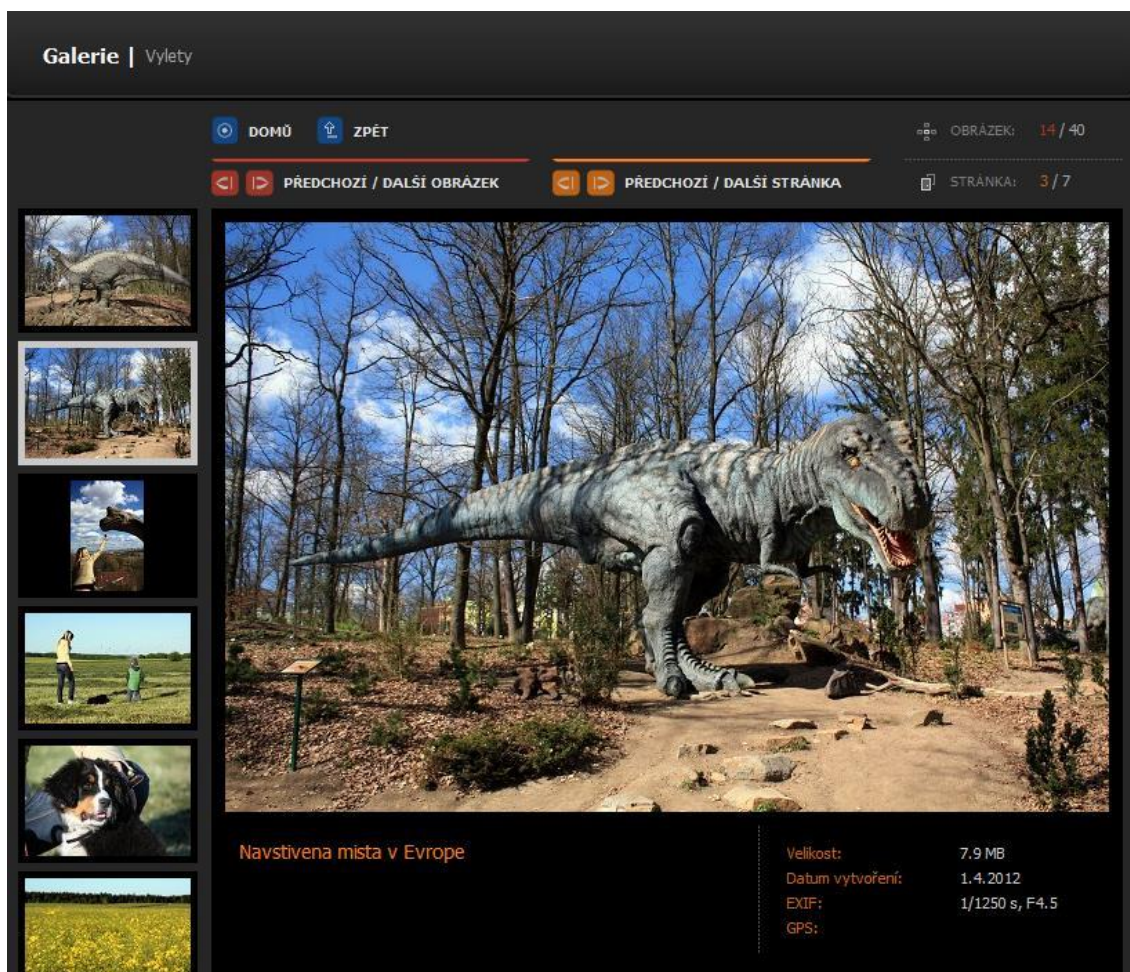 Galerie | Vylety
DOMŮ ZPĚT OBRÁZEK: 14 / 40
PŘEDCHOZÍ / DALŠÍ OBRÁZEK PŘEDCHOZÍ / DALŠÍ STRÁNKA STRÁNKA: 3 / 7
Navstivena mista v Evrope
Velikost: 7.9 MB
Datum vytvoření: 1.4.2012
EXIF: 1/1250 s, F4.5
GPS: